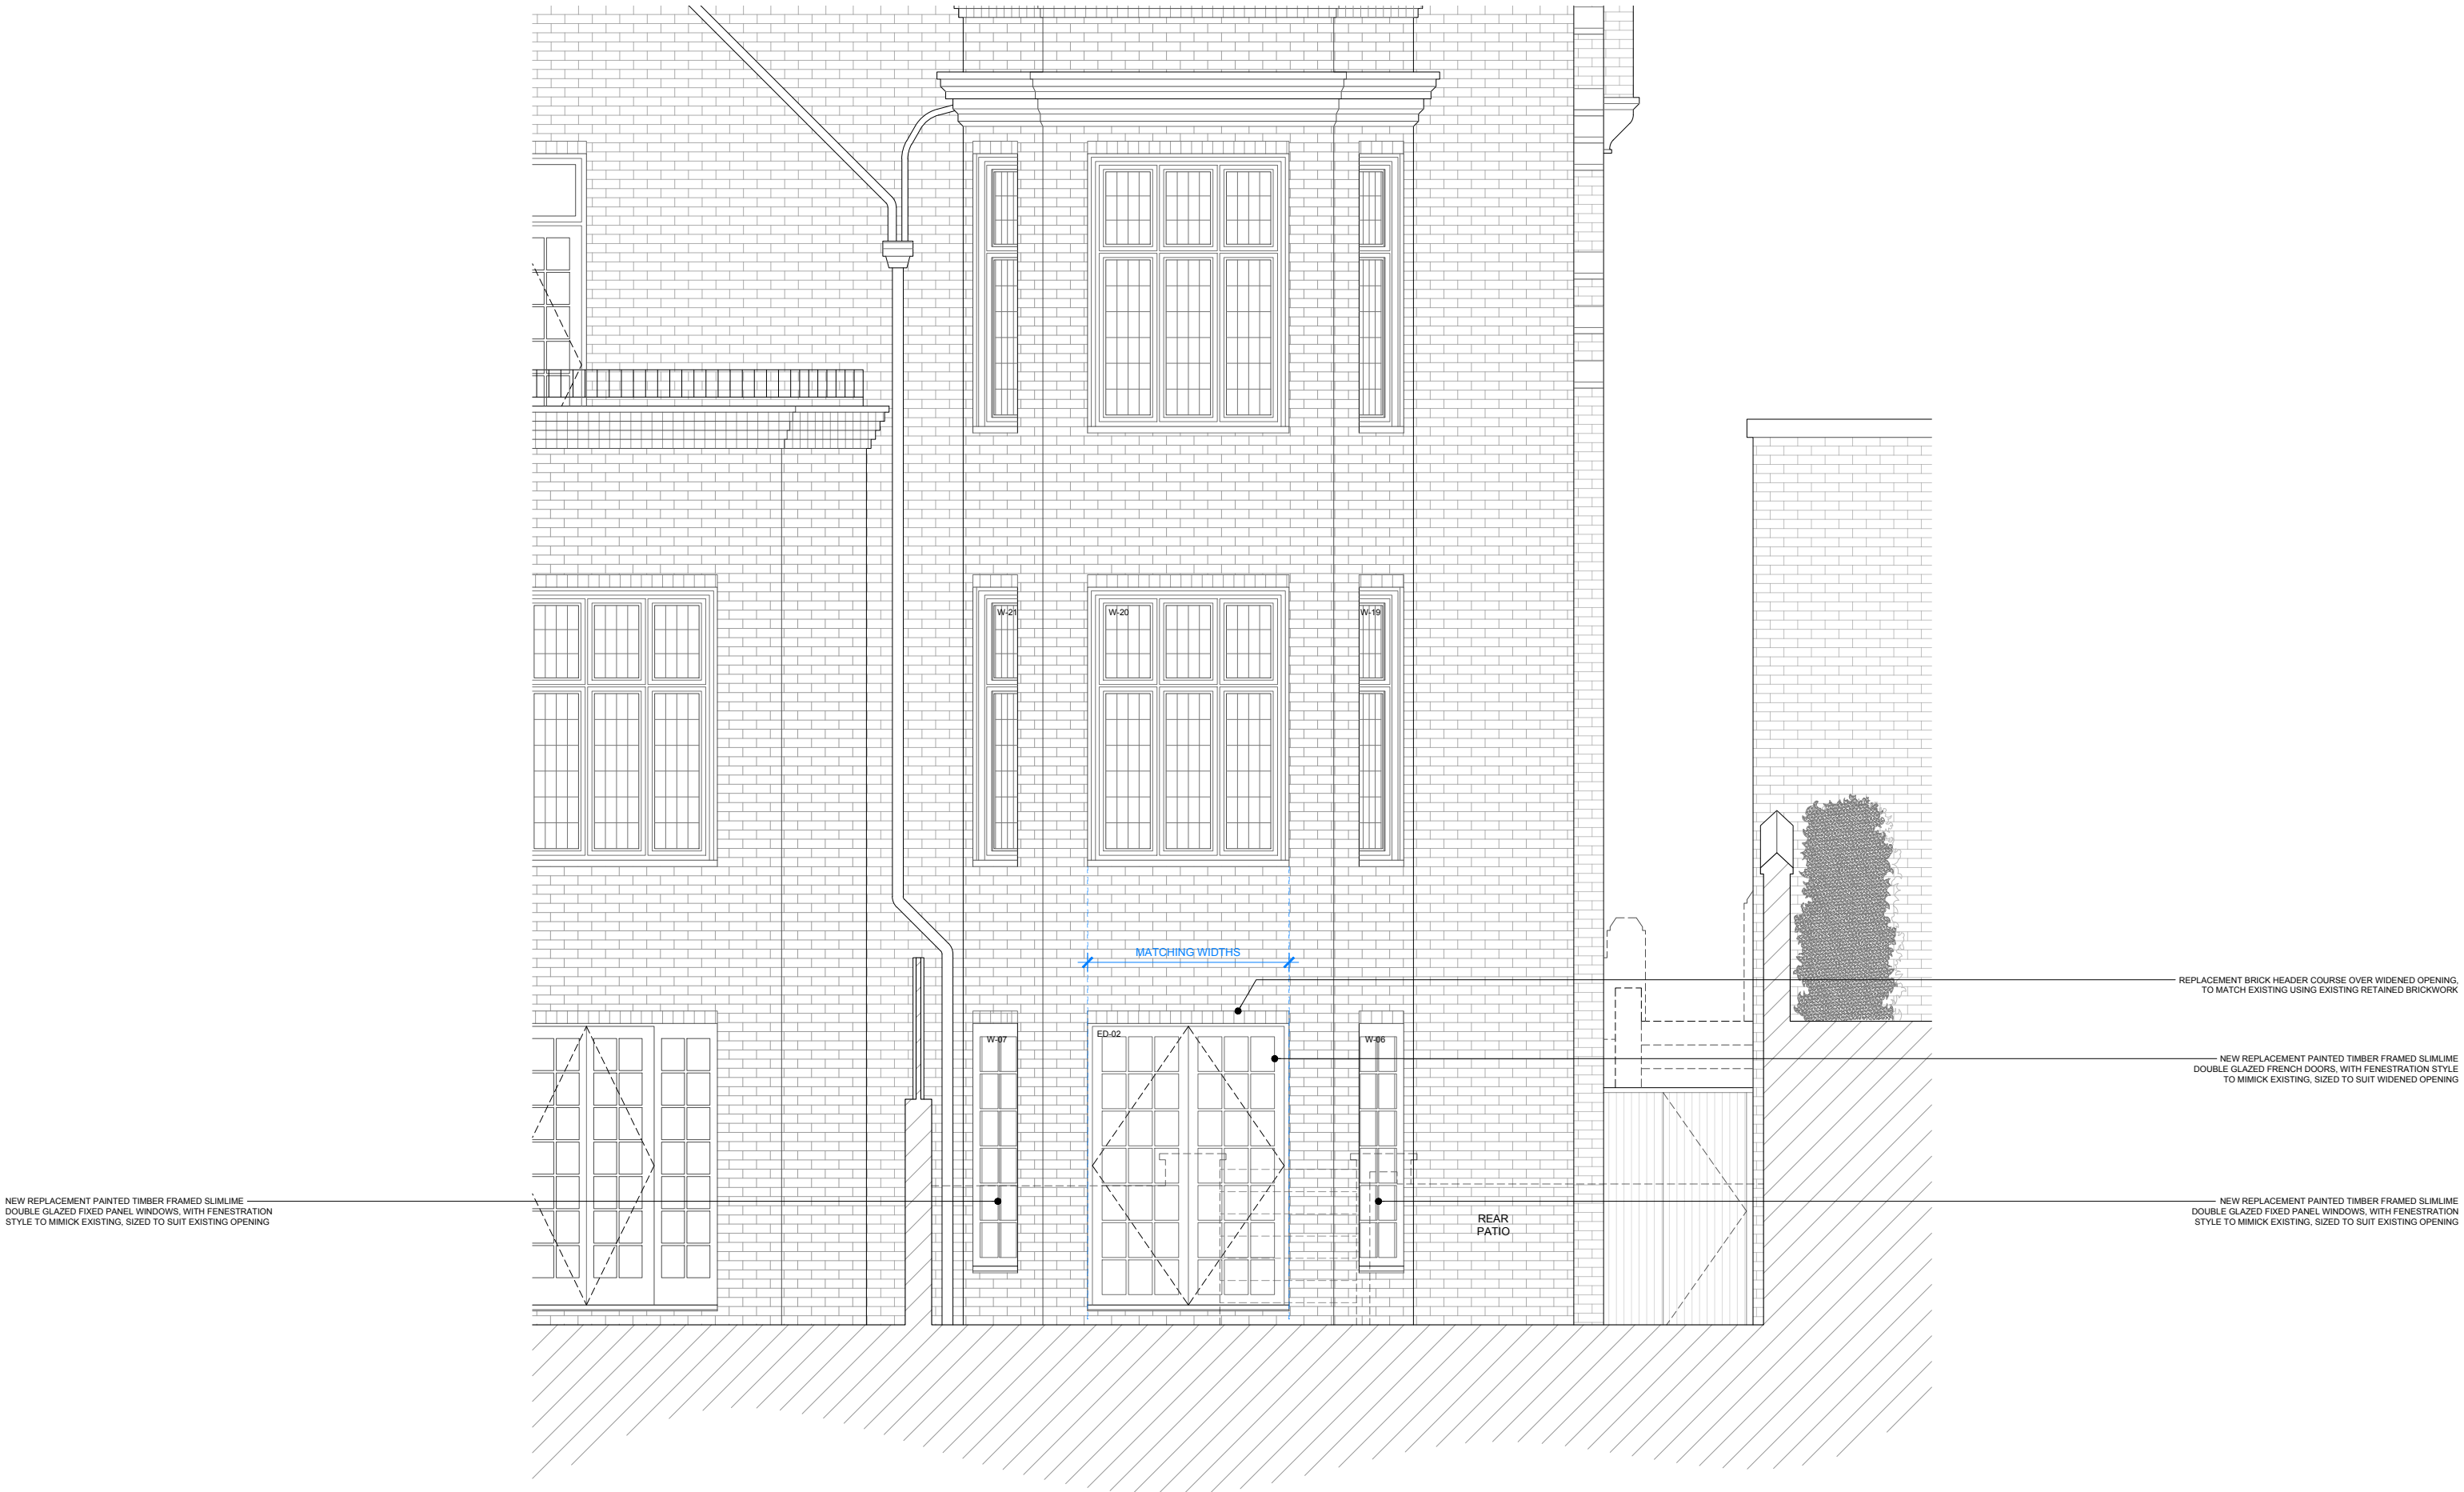 W-21
W-20
W-19
MATCHING WIDTHS
REPLACEMENT BRICK HEADER COURSE OVER WIDENED OPENING,
TO MATCH EXISTING USING EXISTING RETAINED BRICKWORK
W-07
ED-02
W-06
NEW REPLACEMENT PAINTED TIMBER FRAMED SLIMLIME
DOUBLE GLAZED FRENCH DOORS, WITH FENESTRATION STYLE
TO MIMICK EXISTING, SIZED TO SUIT WIDENED OPENING
NEW REPLACEMENT PAINTED TIMBER FRAMED SLIMLIME
DOUBLE GLAZED FIXED PANEL WINDOWS, WITH FENESTRATION
STYLE TO MIMICK EXISTING, SIZED TO SUIT EXISTING OPENING
REAR
PATIO
NEW REPLACEMENT PAINTED TIMBER FRAMED SLIMLIME
DOUBLE GLAZED FIXED PANEL WINDOWS, WITH FENESTRATION
STYLE TO MIMICK EXISTING, SIZED TO SUIT EXISTING OPENING